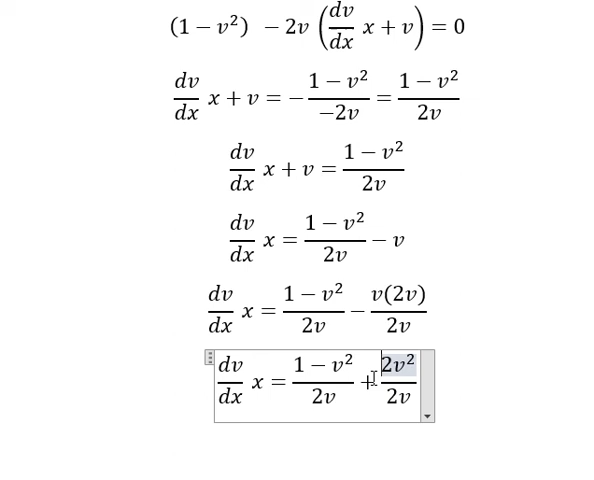 (1 − v²) − 2v (dv/dx x + v) = 0
dv/dx x + v = − (1 − v²)/(−2v) = (1 − v²)/(2v)
dv/dx x + v = (1 − v²)/(2v)
dv/dx x = (1 − v²)/(2v) − v
dv/dx x = (1 − v²)/(2v) − v(2v)/(2v)
dv/dx x = (1 − v²)/(2v) + 2v²/(2v)